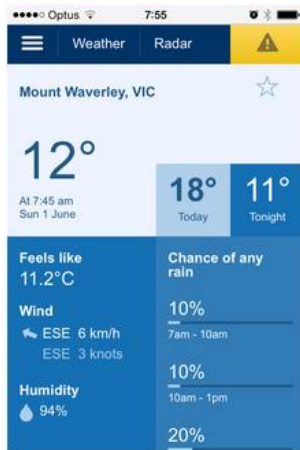 Optus 7:55
Weather Radar
Mount Waverley, VIC
12°
At 7:45 am
Sun 1 June
18° 11°
Today Tonight
Feels like
11.2°C
Wind
ESE 6 km/h
ESE 3 knots
Humidity
94%
Chance of any
rain
10%
7am - 10am
10%
10am - 1pm
20%